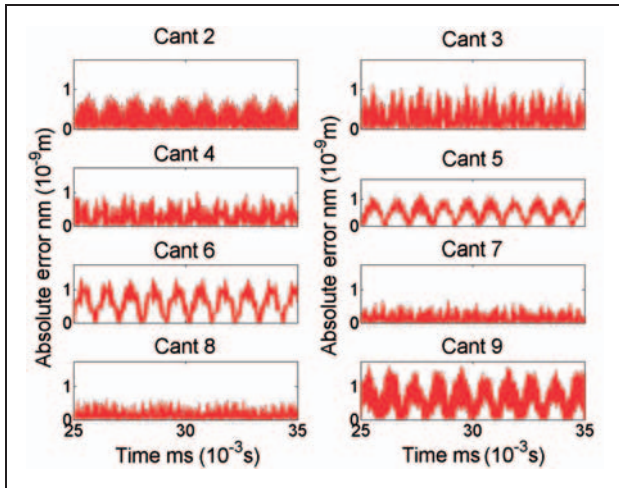 Cant 2
Cant 3
1
0
1
0
Cant 4
Cant 5
1
0
1
0
Cant 6
Cant 7
1
0
1
0
Cant 8
Cant 9
1
0
1
0
25 30 35
25 30 35
Time ms (10⁻³s)
Time ms (10⁻³s)
Absolute error nm (10⁻⁹m)
Absolute error nm (10⁻⁹m)